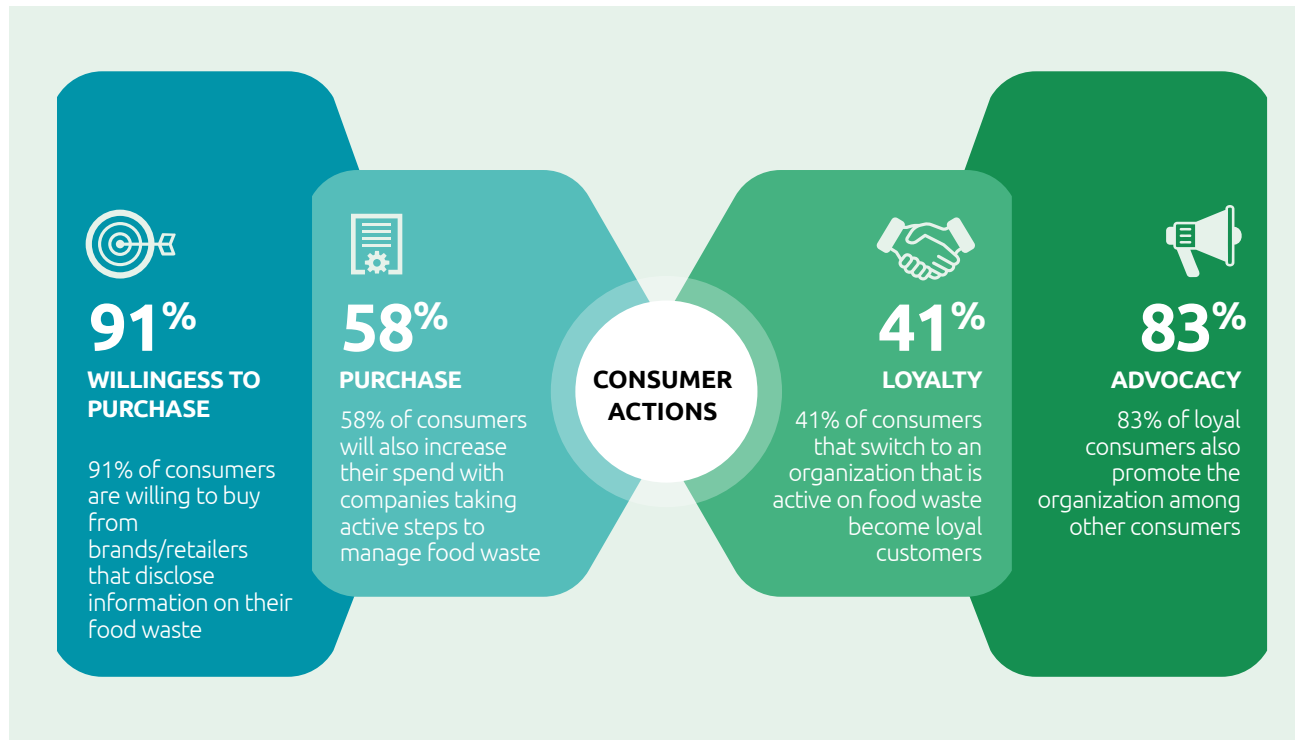 91%
WILLINGESS TO
PURCHASE
91% of consumers
are willing to buy
from
brands/retailers
that disclose
information on their
food waste
58%
PURCHASE
58% of consumers
will also increase
their spend with
companies taking
active steps to
manage food waste
CONSUMER
ACTIONS
41%
LOYALTY
41% of consumers
that switch to an
organization that is
active on food waste
become loyal
customers
83%
ADVOCACY
83% of loyal
consumers also
promote the
organization among
other consumers